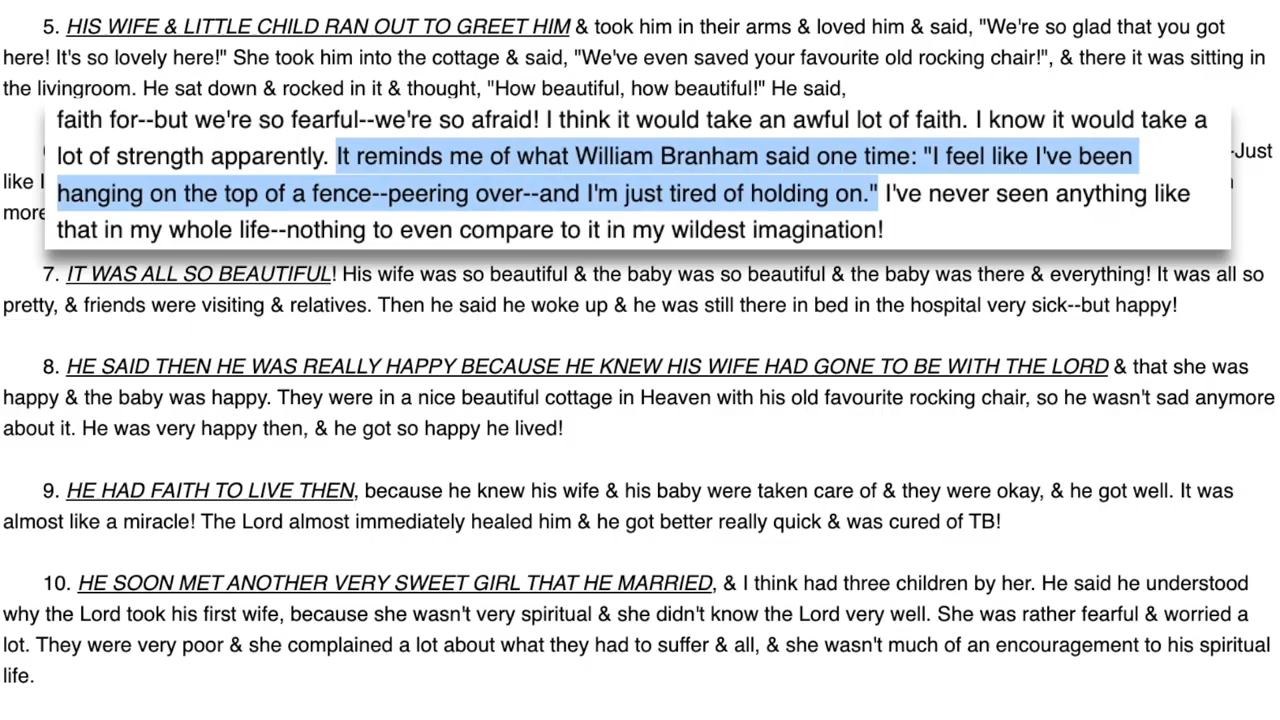 5. HIS WIFE & LITTLE CHILD RAN OUT TO GREET HIM & took him in their arms & loved him & said, "We're so glad that you got
here! It's so lovely here!" She took him into the cottage & said, "We've even saved your favourite old rocking chair!", & there it was sitting in
the livingroom. He sat down & rocked in it & thought, "How beautiful, how beautiful!" He said,
faith for--but we're so fearful--we're so afraid! I think it would take an awful lot of faith. I know it would take a
lot of strength apparently. It reminds me of what William Branham said one time: "I feel like I've been
hanging on the top of a fence--peering over--and I'm just tired of holding on." I've never seen anything like
that in my whole life--nothing to even compare to it in my wildest imagination!
-Just
like I
more
7. IT WAS ALL SO BEAUTIFUL! His wife was so beautiful & the baby was so beautiful & the baby was there & everything! It was all so
pretty, & friends were visiting & relatives. Then he said he woke up & he was still there in bed in the hospital very sick--but happy!
8. HE SAID THEN HE WAS REALLY HAPPY BECAUSE HE KNEW HIS WIFE HAD GONE TO BE WITH THE LORD & that she was
happy & the baby was happy. They were in a nice beautiful cottage in Heaven with his old favourite rocking chair, so he wasn't sad anymore
about it. He was very happy then, & he got so happy he lived!
9. HE HAD FAITH TO LIVE THEN, because he knew his wife & his baby were taken care of & they were okay, & he got well. It was
almost like a miracle! The Lord almost immediately healed him & he got better really quick & was cured of TB!
10. HE SOON MET ANOTHER VERY SWEET GIRL THAT HE MARRIED, & I think had three children by her. He said he understood
why the Lord took his first wife, because she wasn't very spiritual & she didn't know the Lord very well. She was rather fearful & worried a
lot. They were very poor & she complained a lot about what they had to suffer & all, & she wasn't much of an encouragement to his spiritual
life.